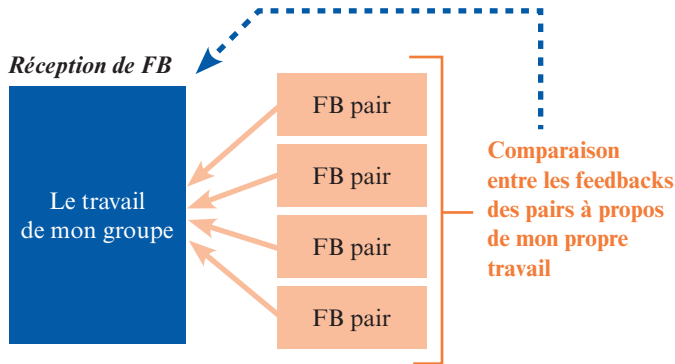 Réception de FB
Le travail
de mon groupe
FB pair
FB pair
FB pair
FB pair
Comparaison
entre les feedbacks
des pairs à propos
de mon propre
travail